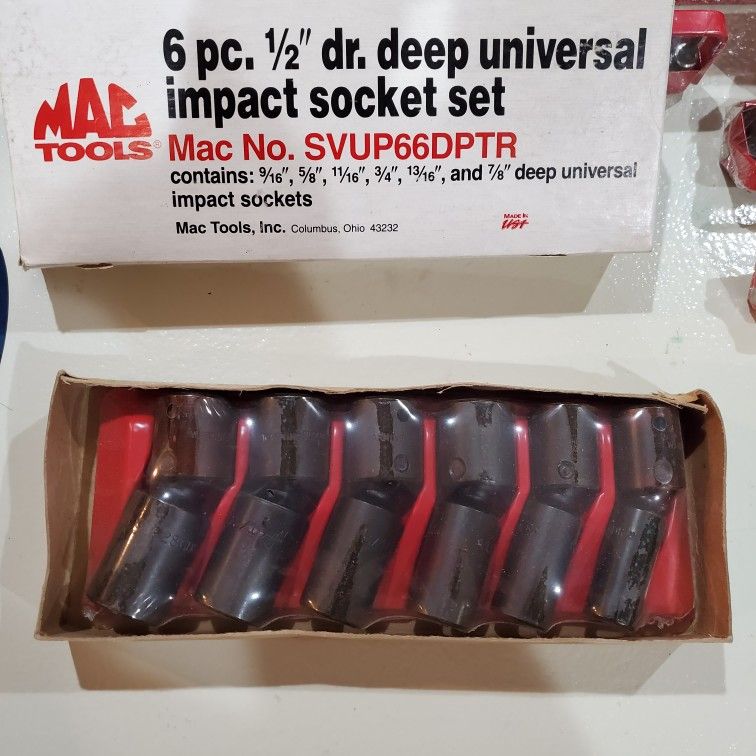 6 pc. ½" dr. deep universal
impact socket set
MAC
TOOLS®
Mac No. SVUP66DPTR
contains: 9/16", 5/8", 11/16", 3/4", 13/16", and 7/8" deep universal
impact sockets
Mac Tools, Inc. Columbus, Ohio 43232
MADE IN
USA